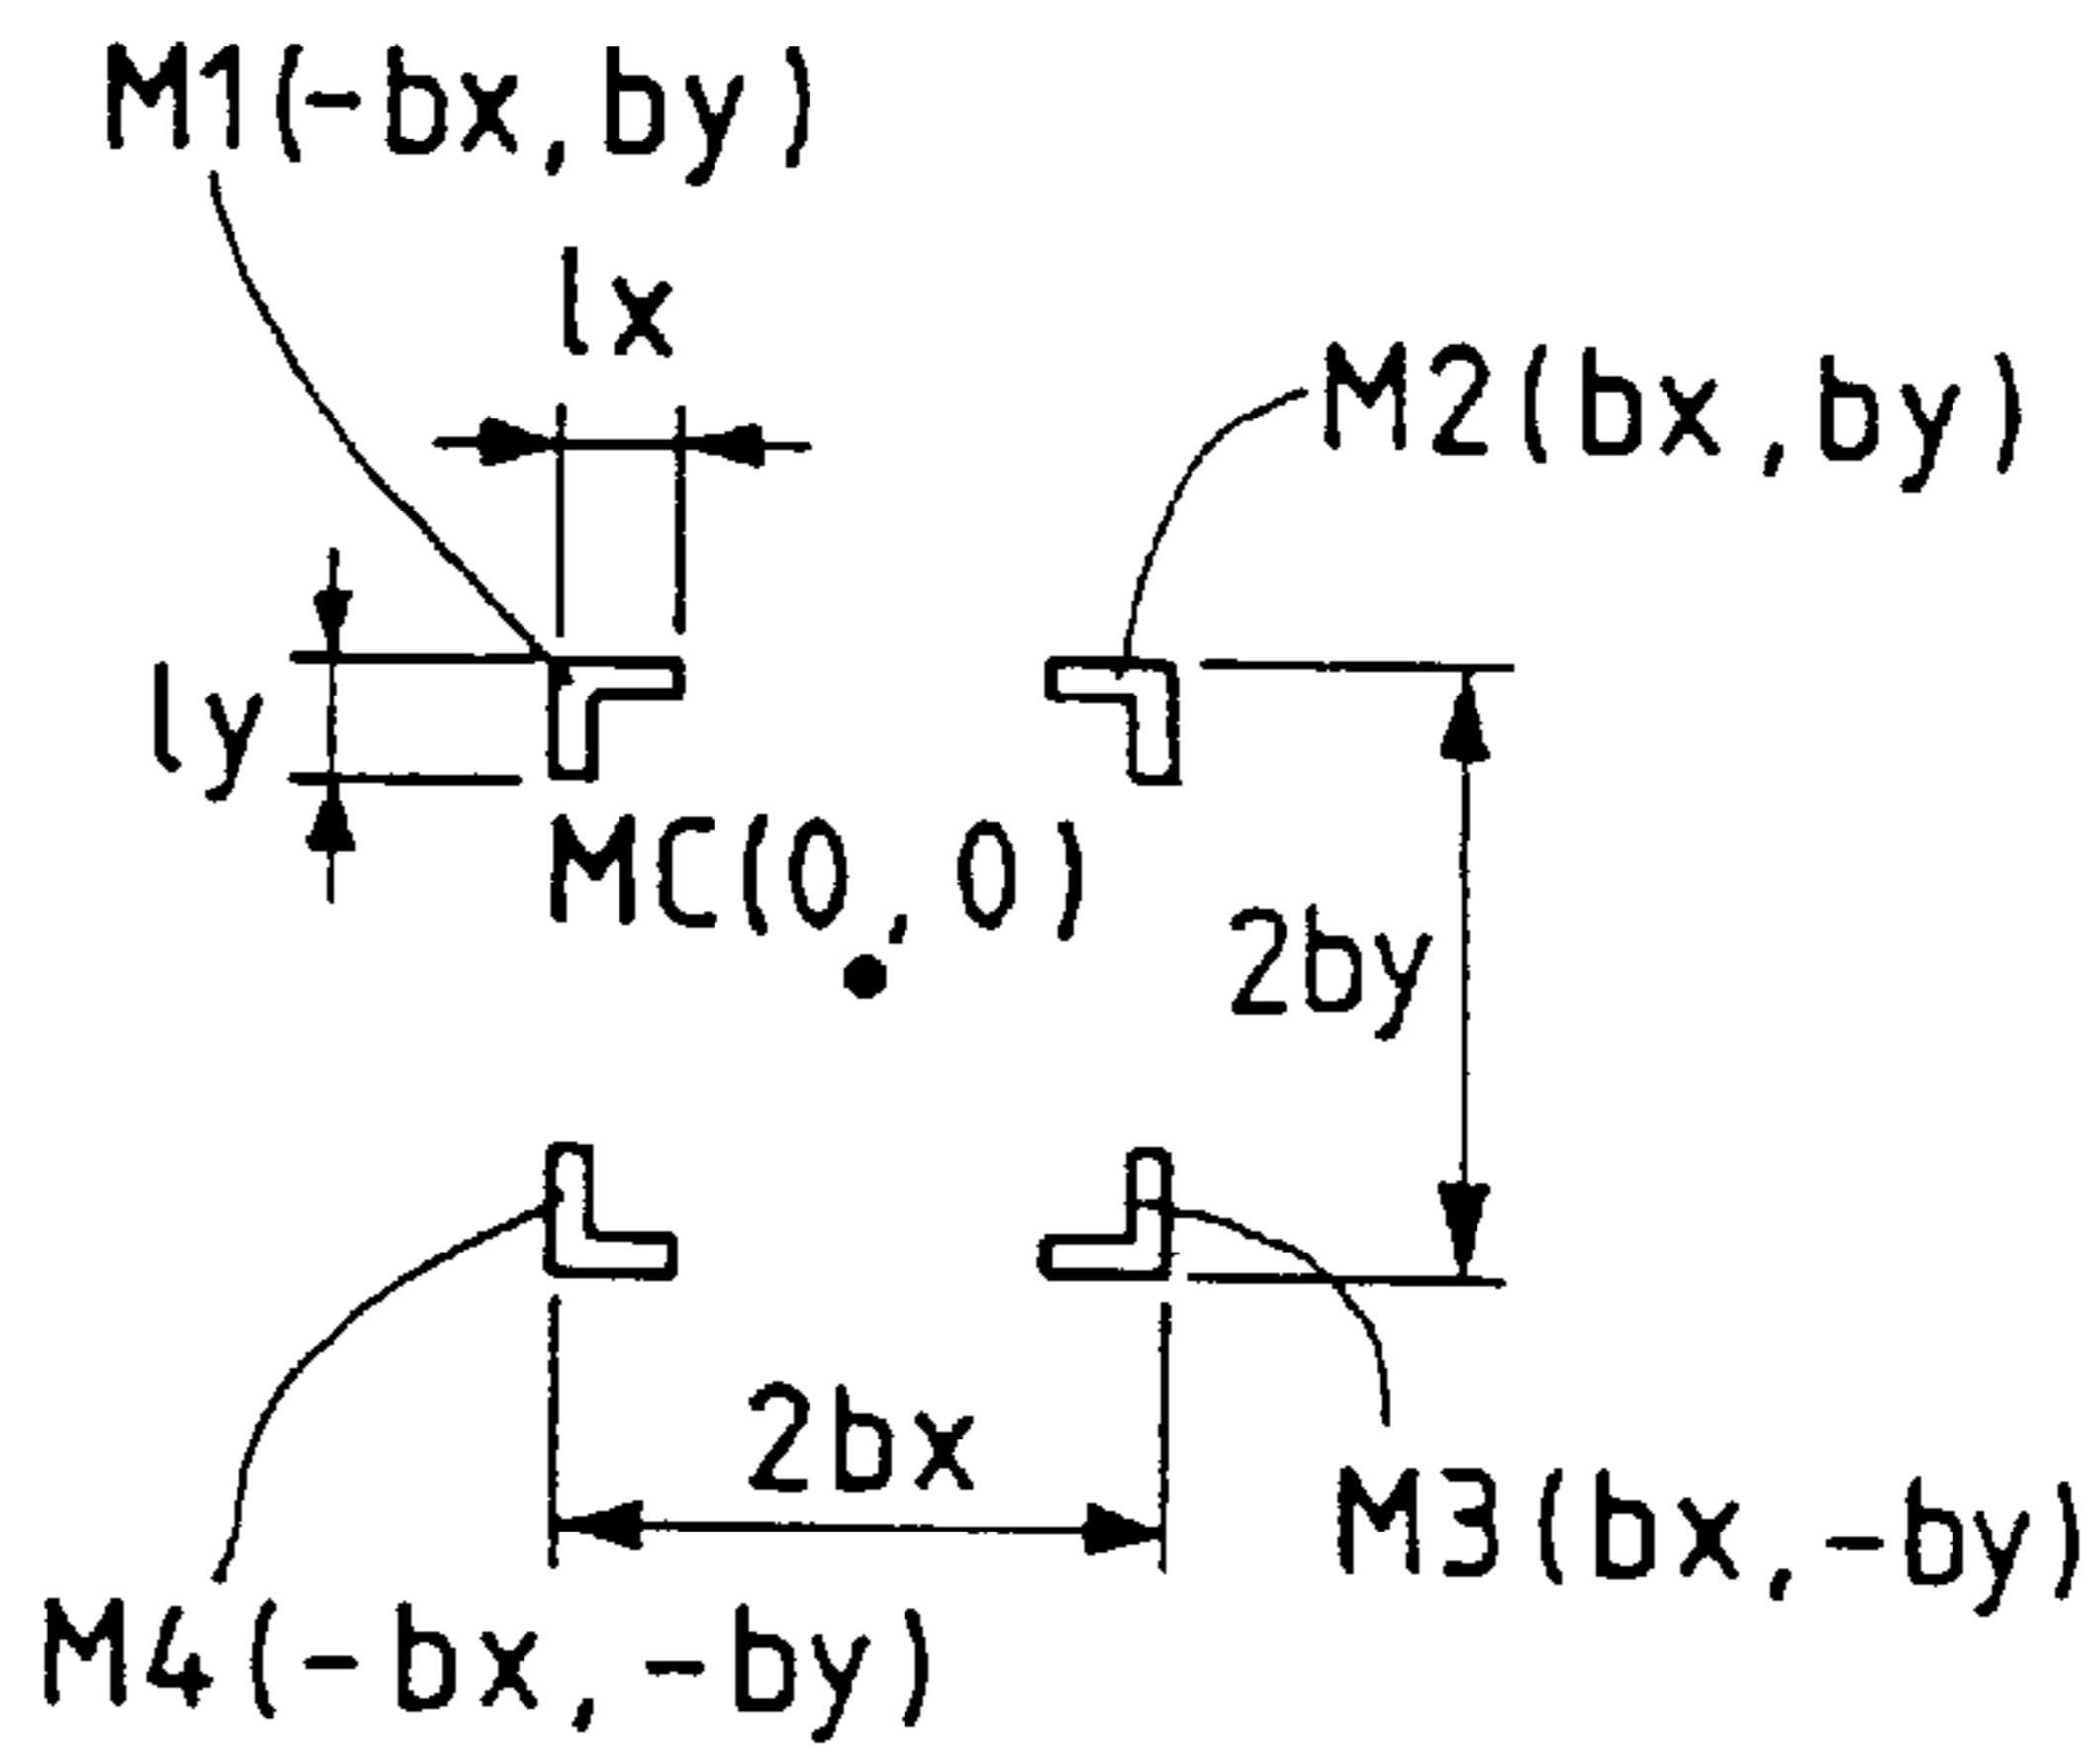 M1(-bx,by)
lx
M2(bx,by)
ly
MC(0,0)
2by
2bx
M3(bx,-by)
M4(-bx,-by)